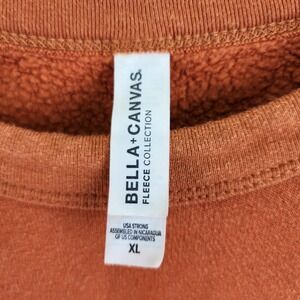 BELLA+CANVAS.
FLEECE COLLECTION
USA STRONG
ASSEMBLED IN NICARAGUA
OF US COMPONENTS
XL